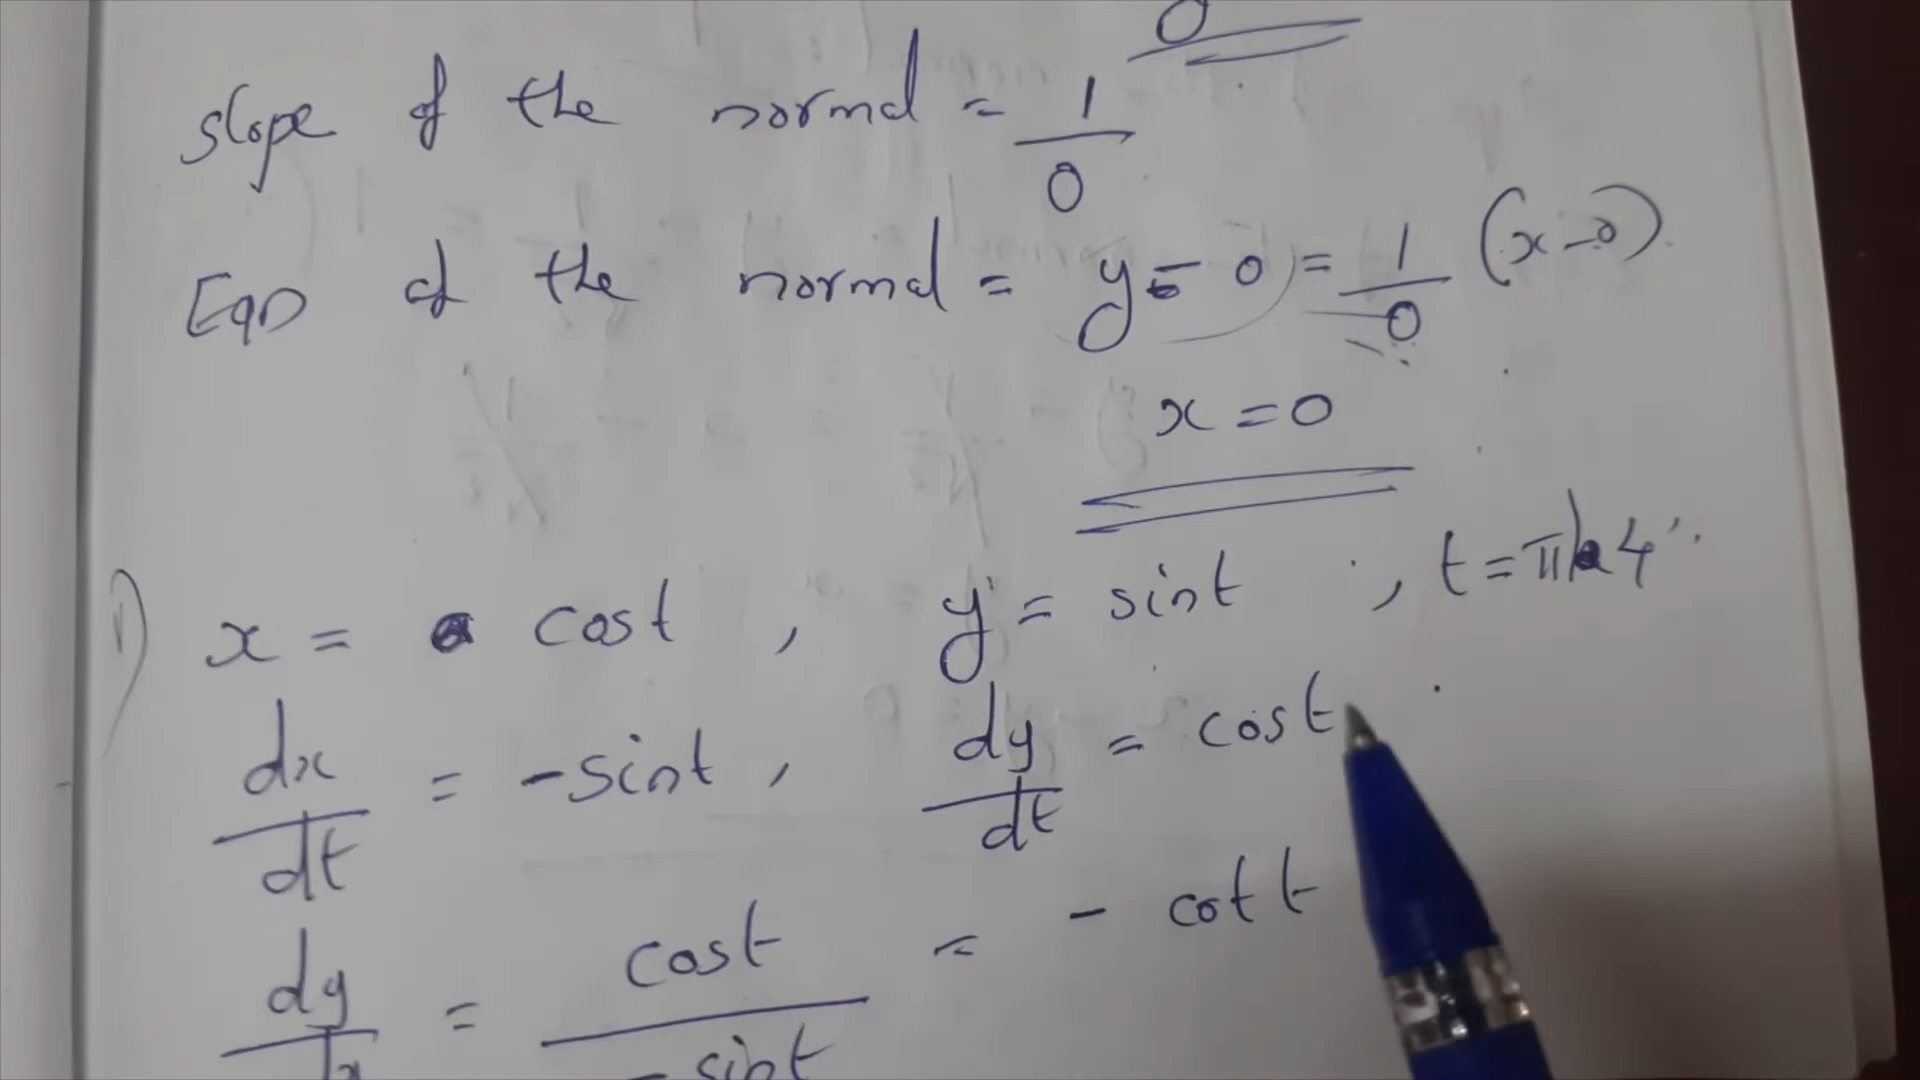 0
slope of the normal = 1/0
Eqn of the normal = y - 0 = 1/0 (x-0)
x = 0
1) x = cost , y = sint , t = π/4
dx/dt = -sint , dy/dt = cost
dy/dx = cost/-sint = - cot t